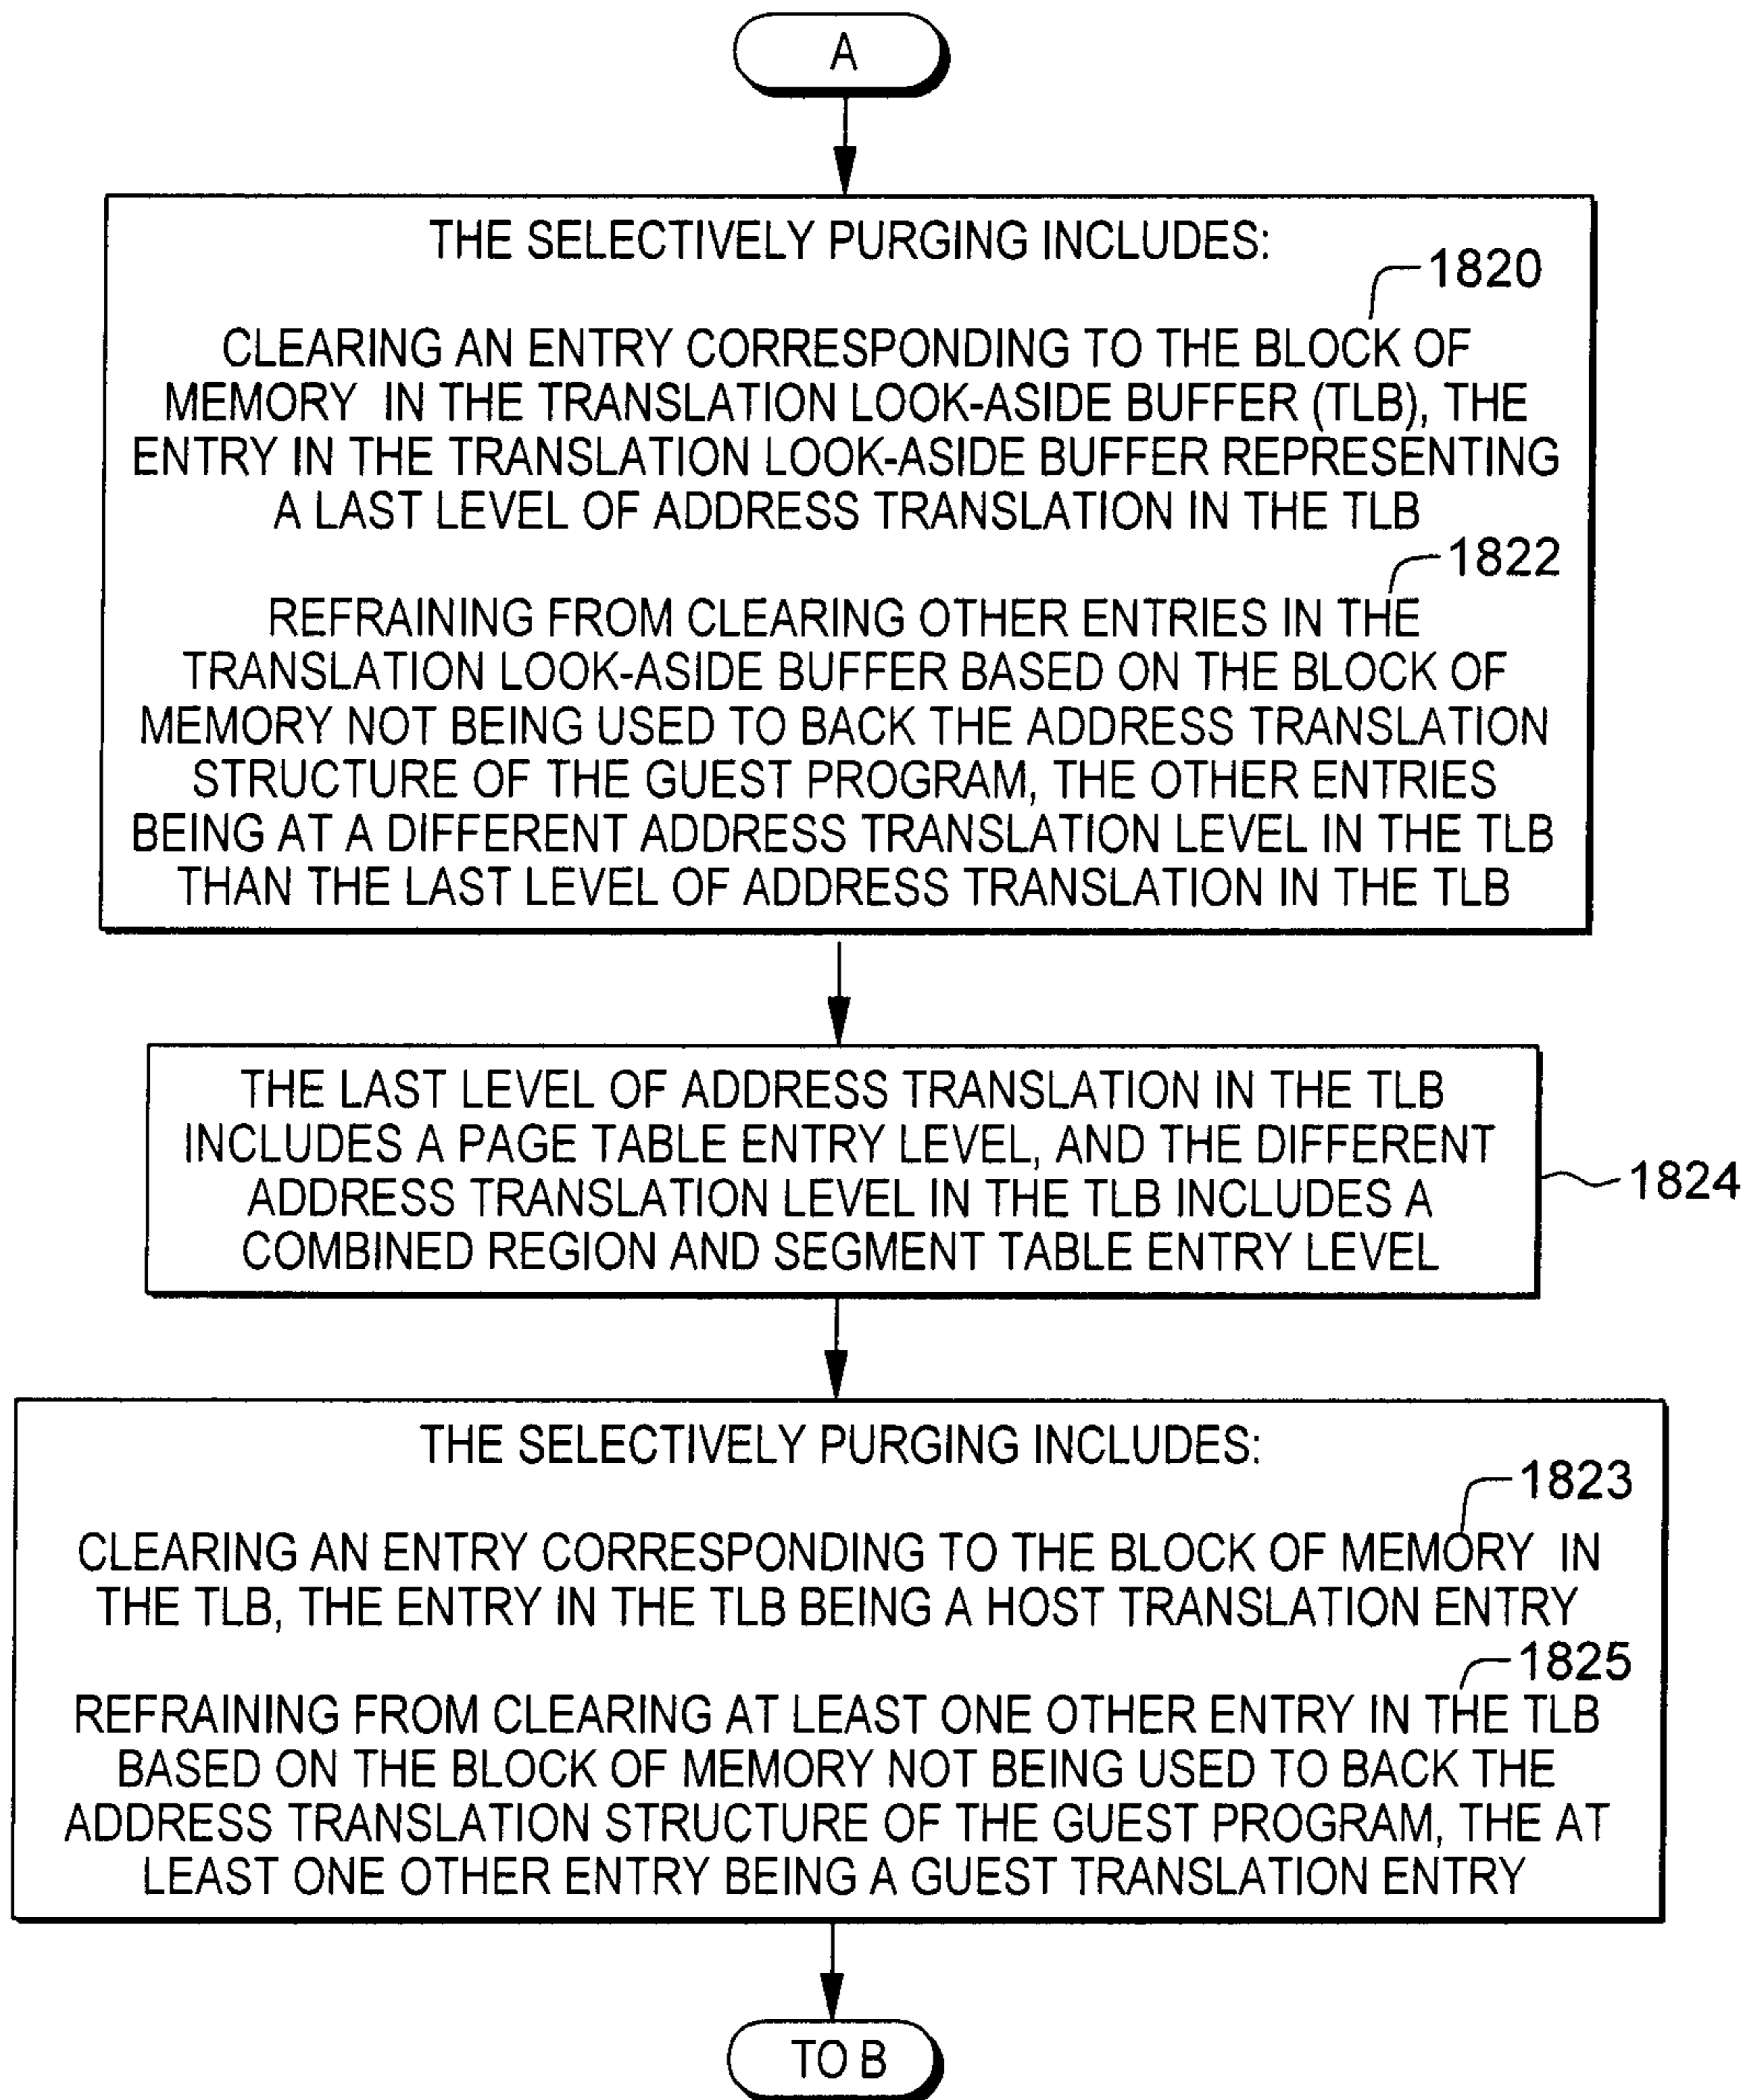 A
THE SELECTIVELY PURGING INCLUDES:
1820
CLEARING AN ENTRY CORRESPONDING TO THE BLOCK OF
MEMORY IN THE TRANSLATION LOOK-ASIDE BUFFER (TLB), THE
ENTRY IN THE TRANSLATION LOOK-ASIDE BUFFER REPRESENTING
A LAST LEVEL OF ADDRESS TRANSLATION IN THE TLB
1822
REFRAINING FROM CLEARING OTHER ENTRIES IN THE
TRANSLATION LOOK-ASIDE BUFFER BASED ON THE BLOCK OF
MEMORY NOT BEING USED TO BACK THE ADDRESS TRANSLATION
STRUCTURE OF THE GUEST PROGRAM, THE OTHER ENTRIES
BEING AT A DIFFERENT ADDRESS TRANSLATION LEVEL IN THE TLB
THAN THE LAST LEVEL OF ADDRESS TRANSLATION IN THE TLB
THE LAST LEVEL OF ADDRESS TRANSLATION IN THE TLB
INCLUDES A PAGE TABLE ENTRY LEVEL, AND THE DIFFERENT
ADDRESS TRANSLATION LEVEL IN THE TLB INCLUDES A
COMBINED REGION AND SEGMENT TABLE ENTRY LEVEL
1824
THE SELECTIVELY PURGING INCLUDES:
1823
CLEARING AN ENTRY CORRESPONDING TO THE BLOCK OF MEMORY IN
THE TLB, THE ENTRY IN THE TLB BEING A HOST TRANSLATION ENTRY
1825
REFRAINING FROM CLEARING AT LEAST ONE OTHER ENTRY IN THE TLB
BASED ON THE BLOCK OF MEMORY NOT BEING USED TO BACK THE
ADDRESS TRANSLATION STRUCTURE OF THE GUEST PROGRAM, THE AT
LEAST ONE OTHER ENTRY BEING A GUEST TRANSLATION ENTRY
TO B